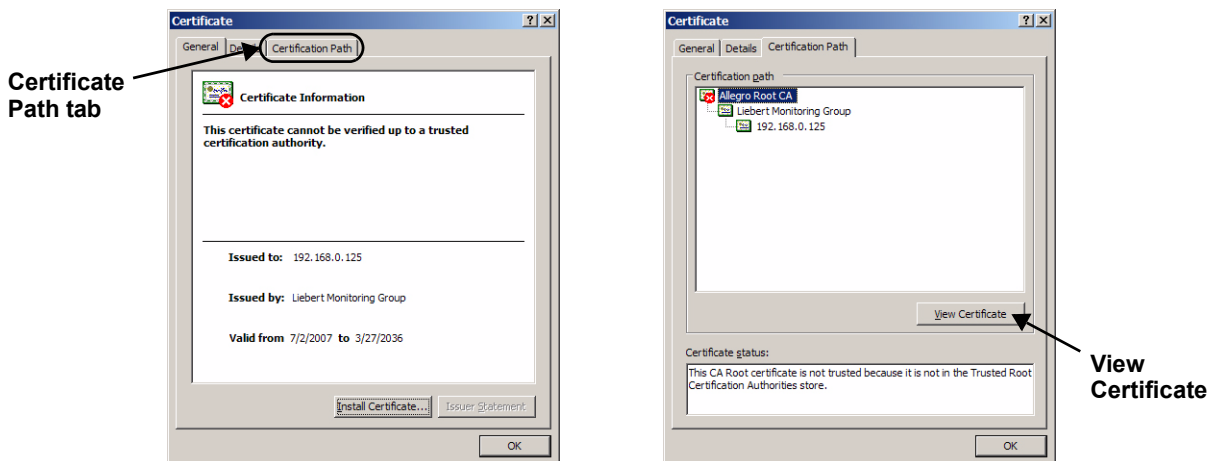 Certificate
Path tab
Certificate
General Details Certification Path
Certificate Information
This certificate cannot be verified up to a trusted
certification authority.
Issued to: 192.168.0.125
Issued by: Liebert Monitoring Group
Valid from 7/2/2007 to 3/27/2036
Install Certificate... Issuer Statement
OK
Certificate
General Details Certification Path
Certification path
Allegro Root CA
Liebert Monitoring Group
192.168.0.125
View Certificate
Certificate status:
This CA Root certificate is not trusted because it is not in the Trusted Root
Certification Authorities store.
OK
View
Certificate